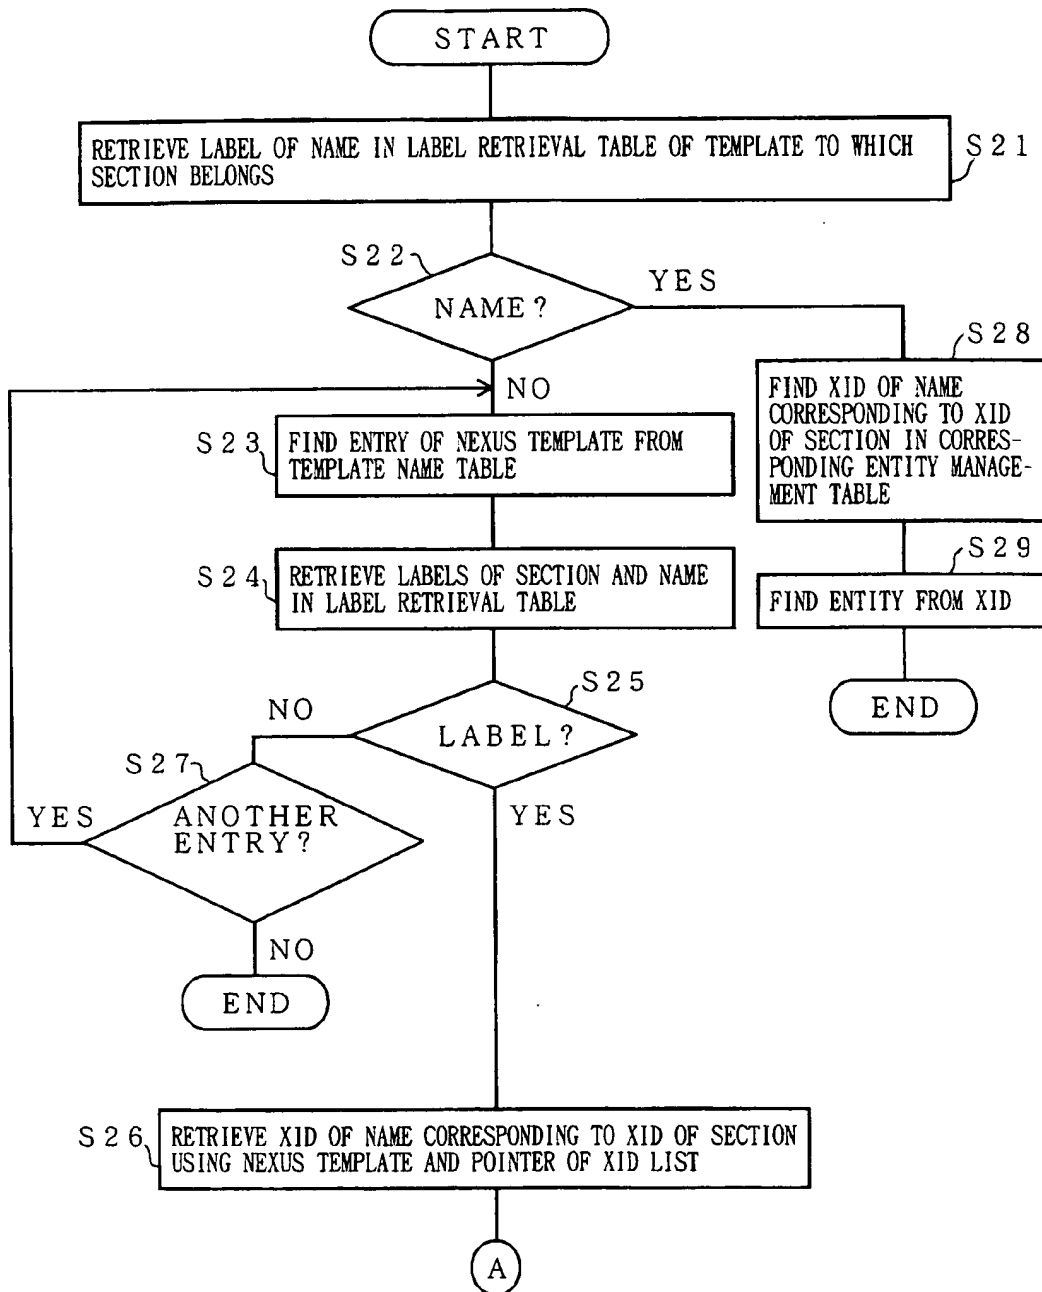 START
RETRIEVE LABEL OF NAME IN LABEL RETRIEVAL TABLE OF TEMPLATE TO WHICH
SECTION BELONGS
S21
S22
NAME?
YES
NO
S28
FIND XID OF NAME
CORRESPONDING TO XID
OF SECTION IN CORRES-
PONDING ENTITY MANAGE-
MENT TABLE
S23
FIND ENTRY OF NEXUS TEMPLATE FROM
TEMPLATE NAME TABLE
S24
RETRIEVE LABELS OF SECTION AND NAME
IN LABEL RETRIEVAL TABLE
S29
FIND ENTITY FROM XID
END
S25
LABEL?
NO
YES
S27
ANOTHER
ENTRY?
YES
NO
END
S26
RETRIEVE XID OF NAME CORRESPONDING TO XID OF SECTION
USING NEXUS TEMPLATE AND POINTER OF XID LIST
A